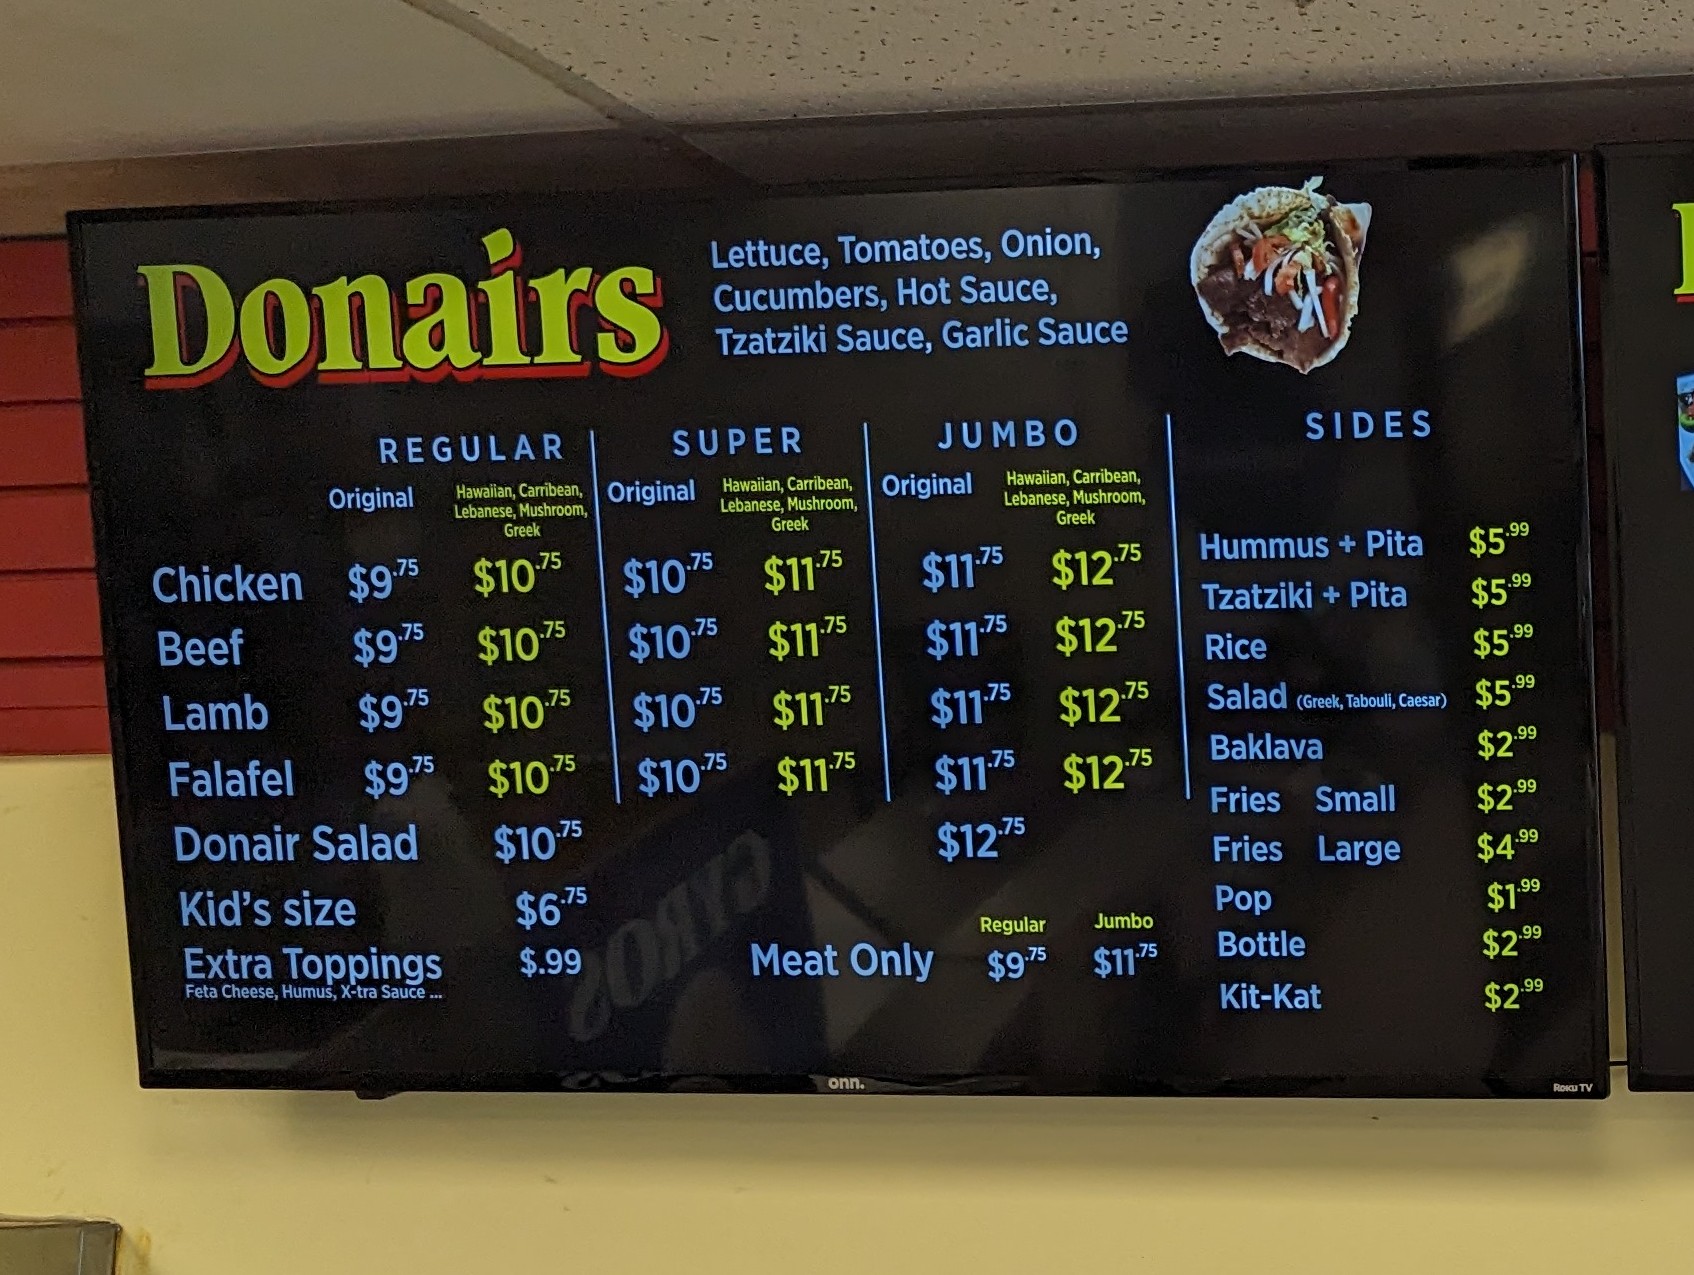 Donairs
Lettuce, Tomatoes, Onion,
Cucumbers, Hot Sauce,
Tzatziki Sauce, Garlic Sauce
REGULAR SUPER JUMBO SIDES
Original Hawaiian, Carribean, Original Hawaiian, Carribean, Original Hawaiian, Carribean,
Lebanese, Mushroom, Lebanese, Mushroom, Lebanese, Mushroom,
Greek Greek Greek
Chicken $9.75 $10.75 $10.75 $11.75 $11.75 $12.75
Beef $9.75 $10.75 $10.75 $11.75 $11.75 $12.75
Lamb $9.75 $10.75 $10.75 $11.75 $11.75 $12.75
Falafel $9.75 $10.75 $10.75 $11.75 $11.75 $12.75
Donair Salad $10.75 $12.75
Kid's size $6.75
Extra Toppings $.99
Feta Cheese, Humus, X-tra Sauce ...
Regular Jumbo
Meat Only $9.75 $11.75
Hummus + Pita $5.99
Tzatziki + Pita $5.99
Rice $5.99
Salad (Greek, Tabouli, Caesar) $5.99
Baklava $2.99
Fries Small $2.99
Fries Large $4.99
Pop $1.99
Bottle $2.99
Kit-Kat $2.99
GYROS
onn.
Roku TV